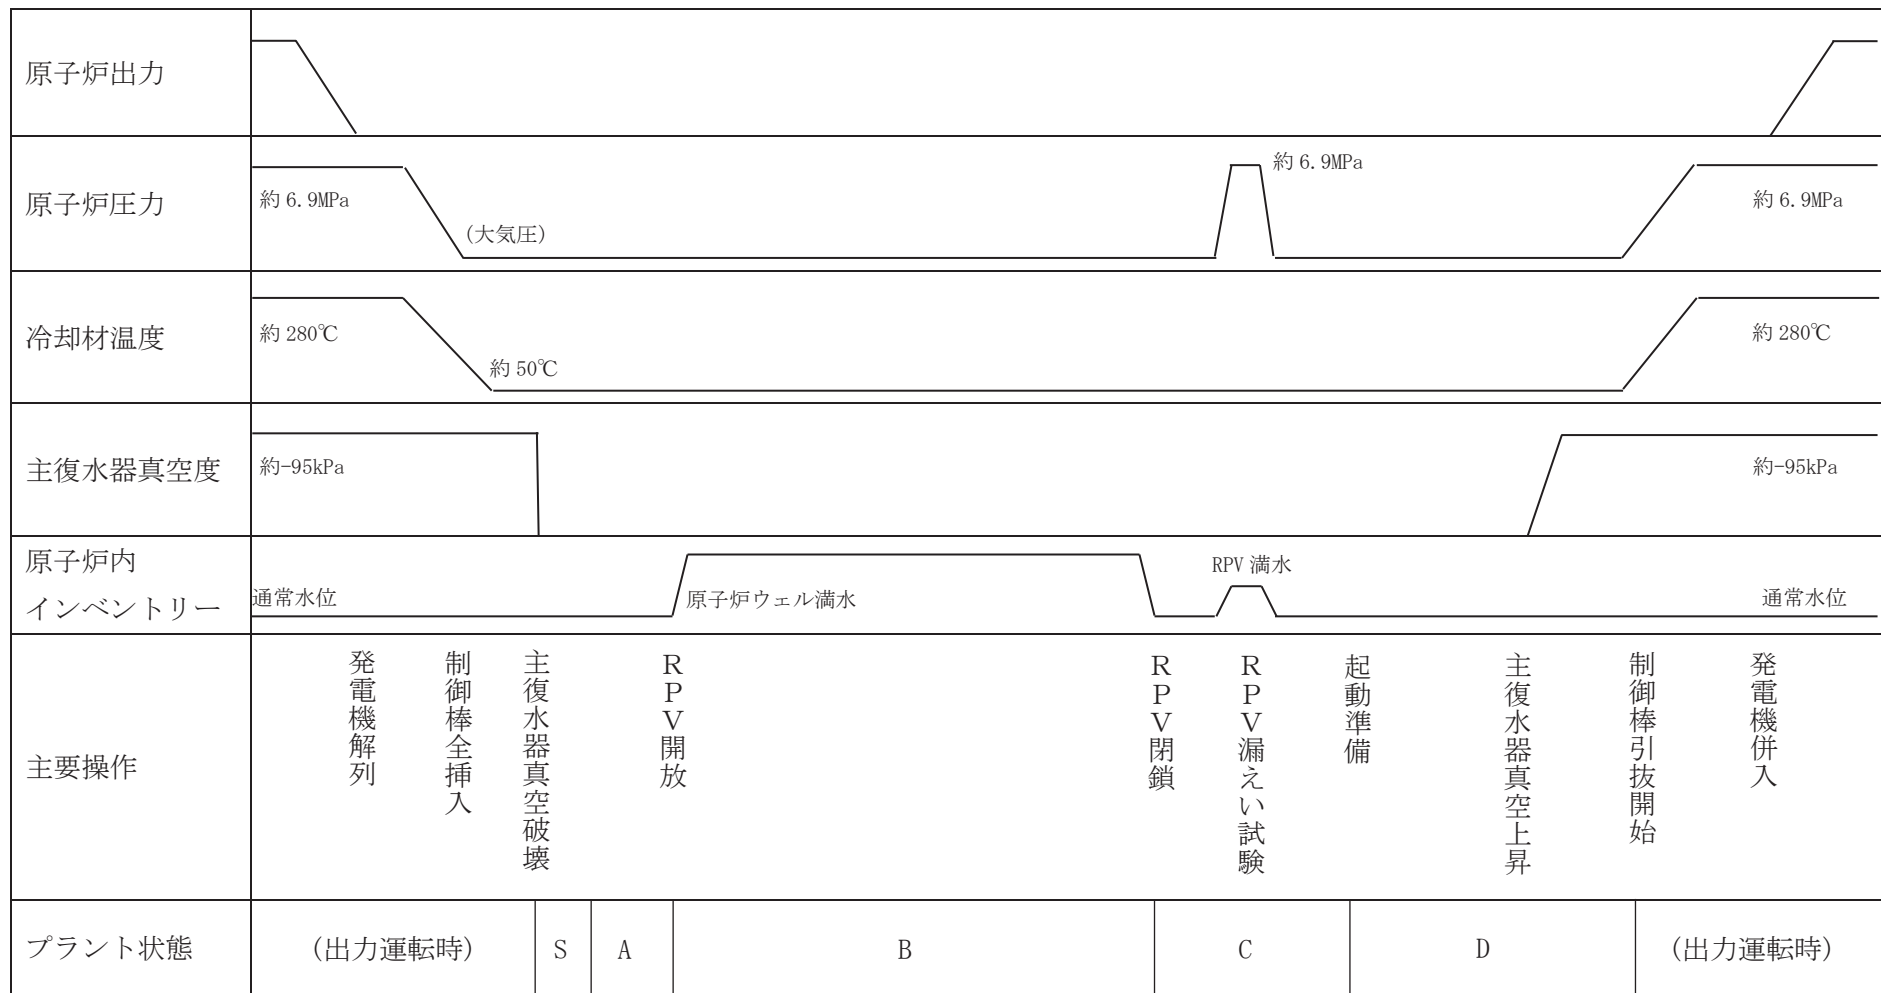 原子炉出力
原子炉圧力
約 6.9MPa
(大気圧)
約 6.9MPa
約 6.9MPa
冷却材温度
約 280℃
約 50℃
約 280℃
主復水器真空度
約-95kPa
約-95kPa
原子炉内
インベントリー
通常水位
原子炉ウェル満水
RPV 満水
通常水位
主要操作
発電機解列
制御棒全挿入
主復水器真空破壊
RPV開放
RPV閉鎖
RPV漏えい試験
起動準備
主復水器真空上昇
制御棒引抜開始
発電機併入
プラント状態
(出力運転時)
S
A
B
C
D
(出力運転時)